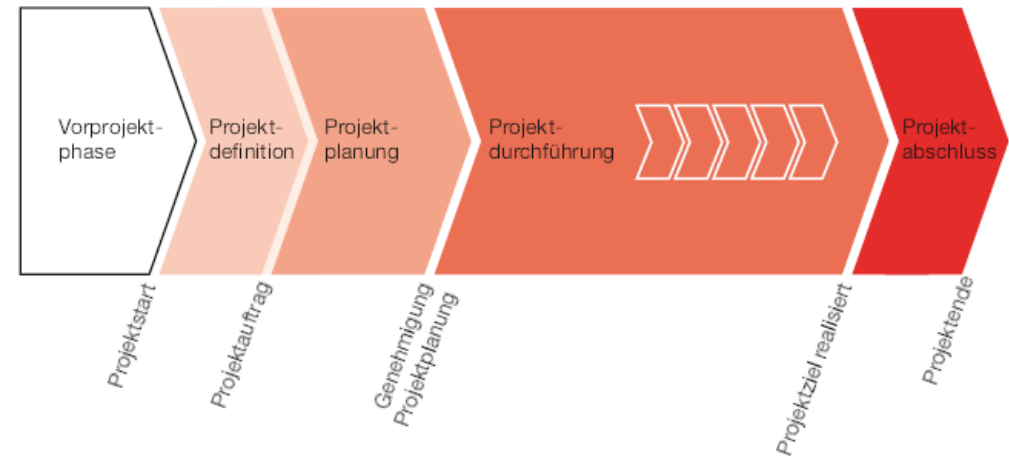 Vorprojekt-
phase
Projekt-
definition
Projekt-
planung
Projekt-
durchführung
Projekt-
abschluss
Projektstart
Projektauftrag
Genehmigung
Projektplanung
Projektziel realisiert
Projektende